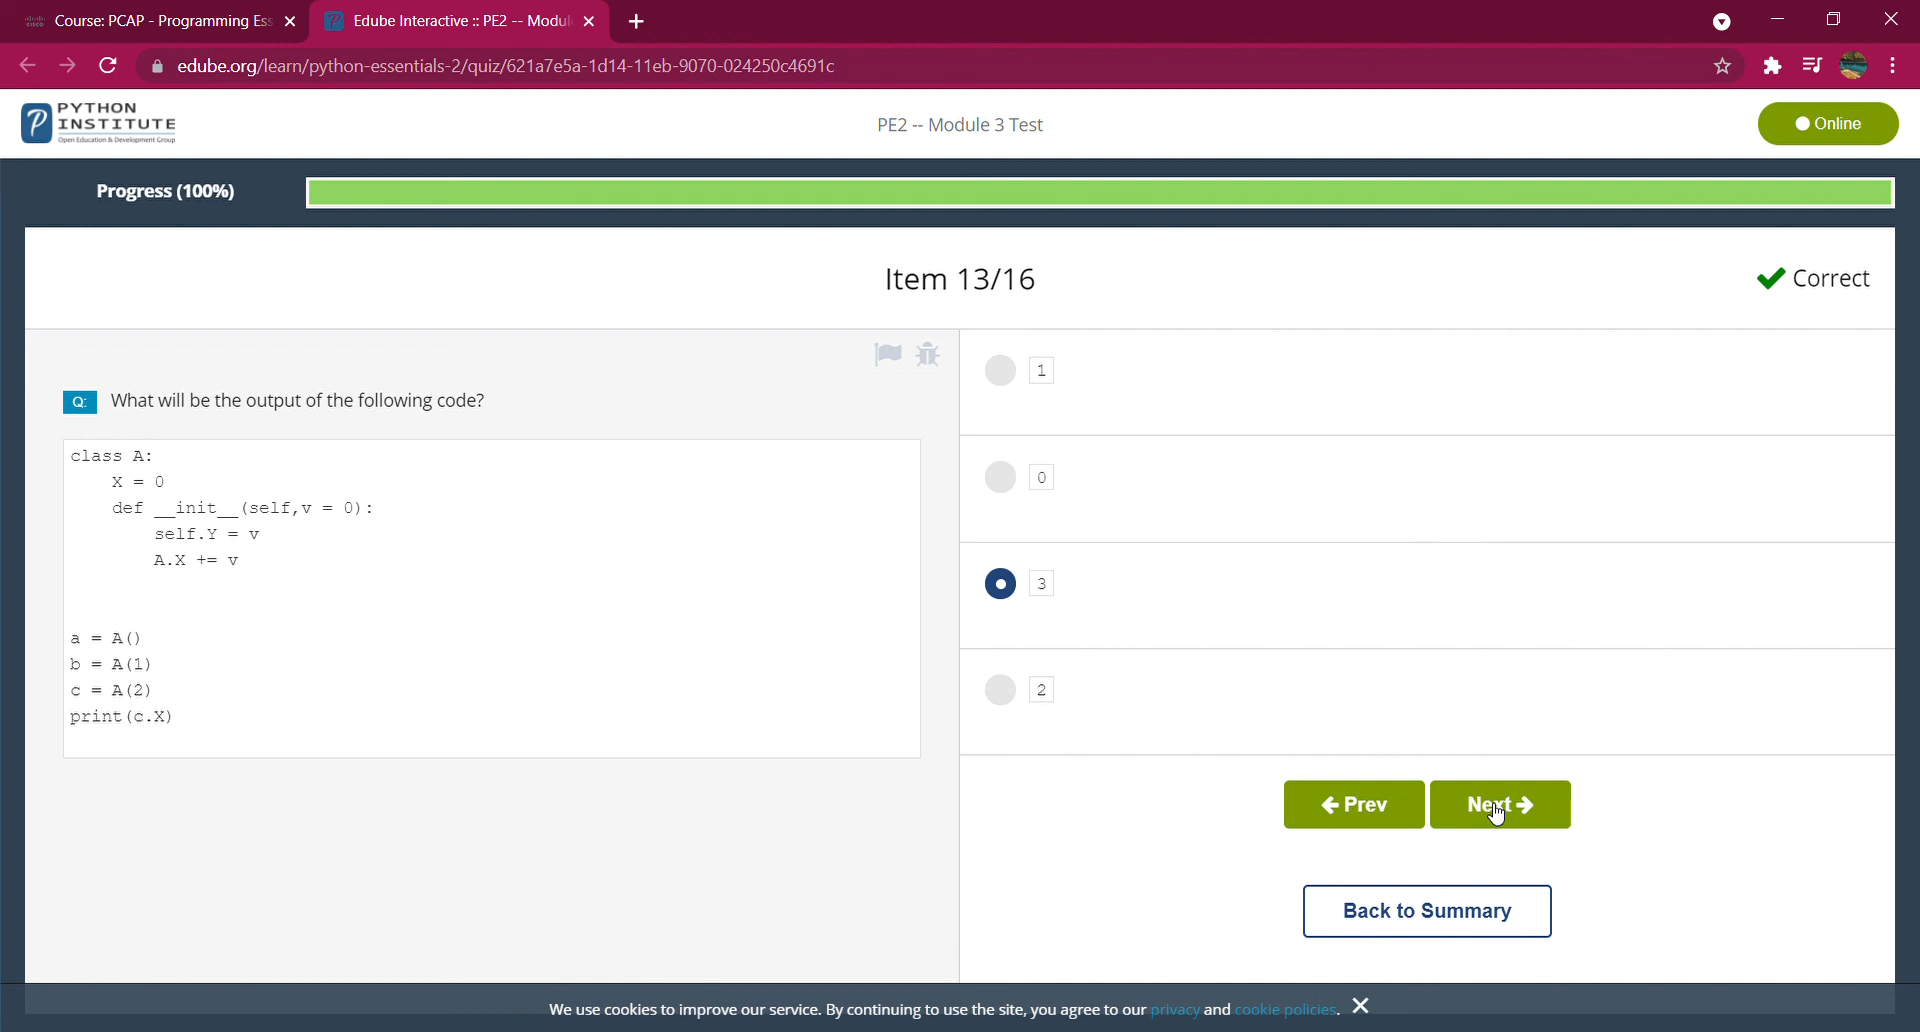 Course: PCAP - Programming Ess
Edube Interactive :: PE2 -- Modul
edube.org/learn/python-essentials-2/quiz/621a7e5a-1d14-11eb-9070-024250c4691c
PYTHON
INSTITUTE
Open Education & Development Group
PE2 -- Module 3 Test
Online
Progress (100%)
Item 13/16
Correct
Q: What will be the output of the following code?
class A:
    X = 0
    def __init__(self,v = 0):
        self.Y = v
        A.X += v
a = A()
b = A(1)
c = A(2)
print(c.X)
1
0
3
2
Prev
Next
Back to Summary
We use cookies to improve our service. By continuing to use the site, you agree to our privacy and cookie policies.